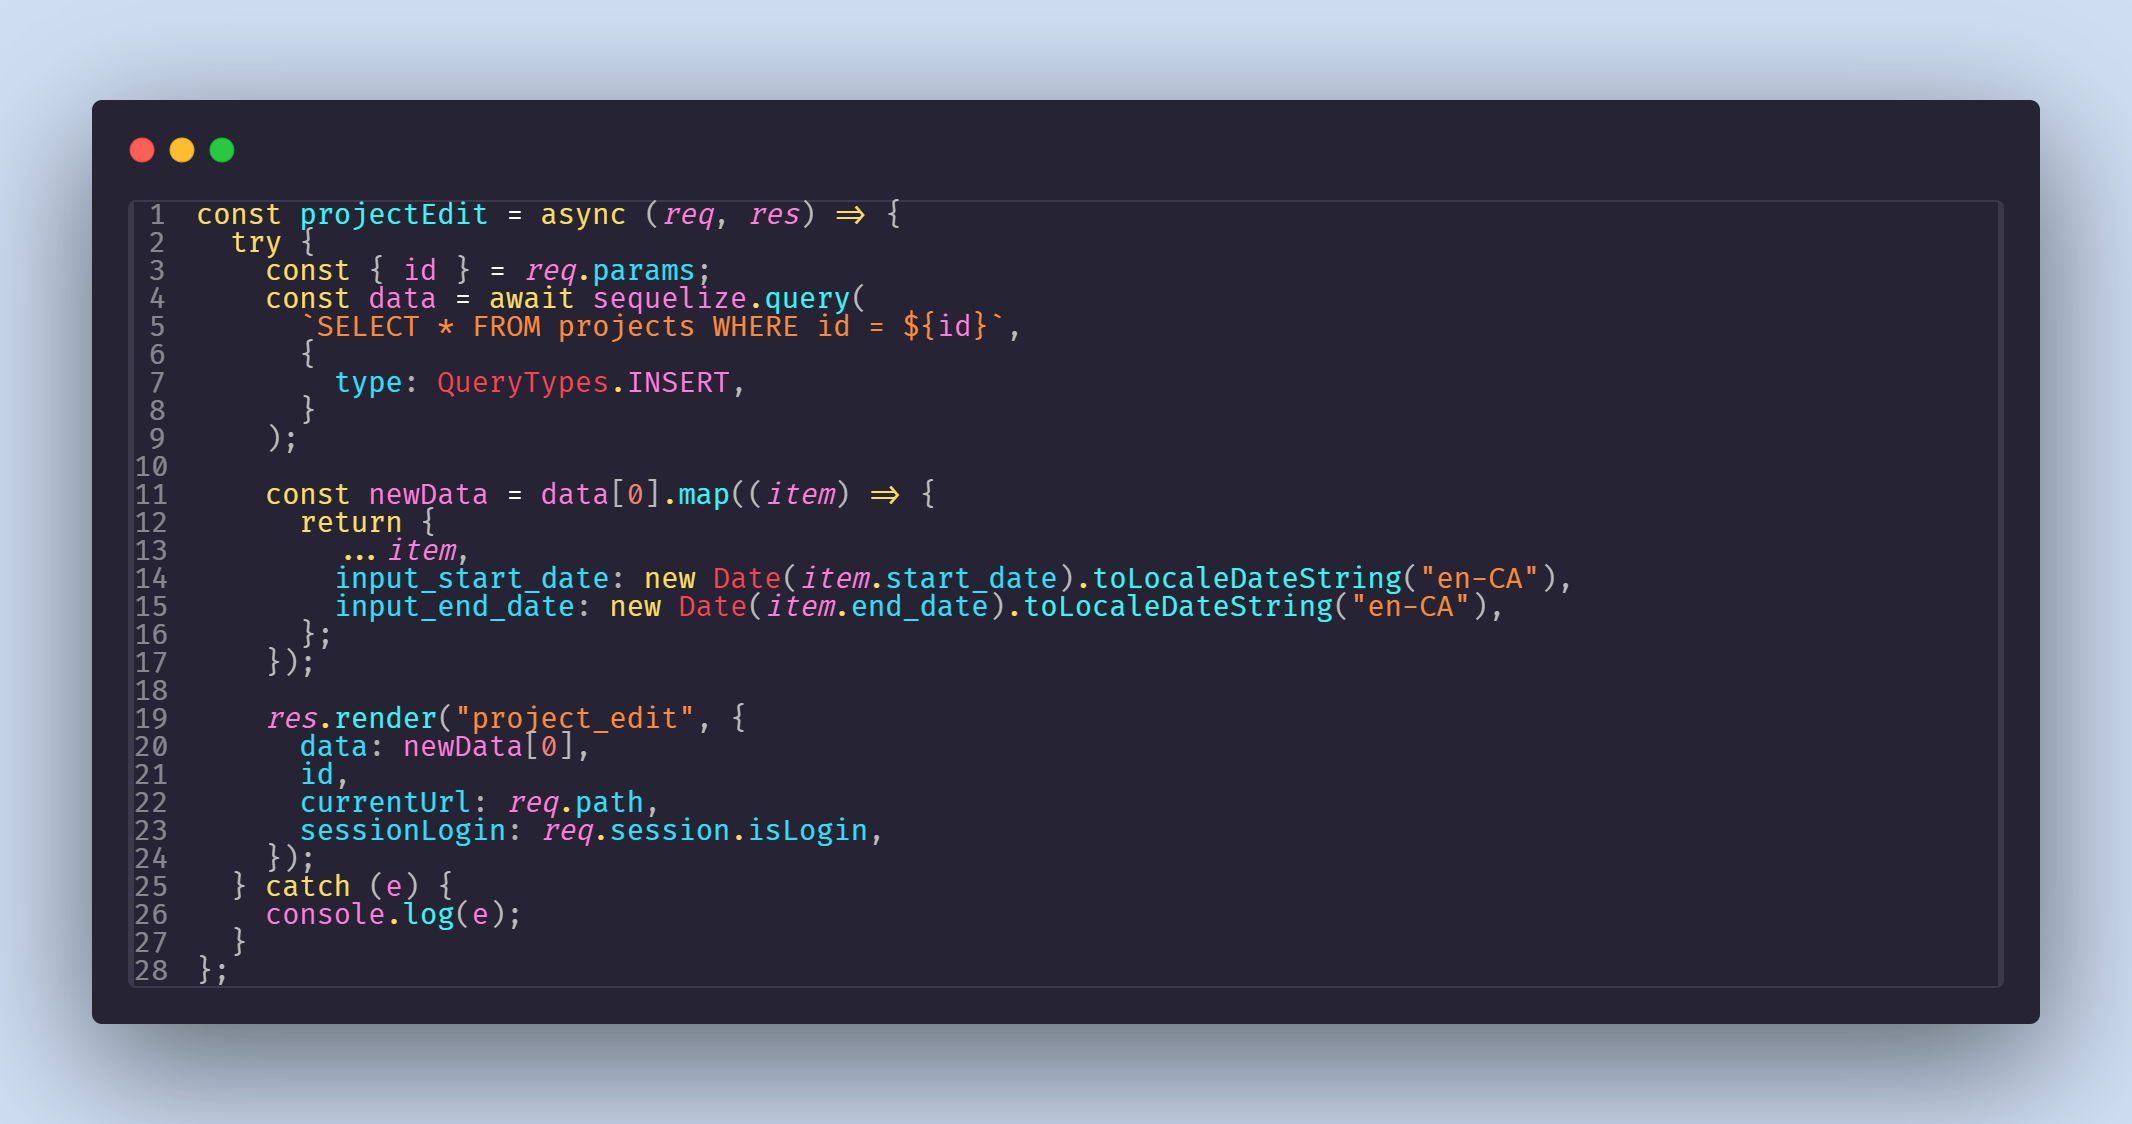 1 const projectEdit = async (req, res) => {
2   try {
3     const { id } = req.params;
4     const data = await sequelize.query(
5       `SELECT * FROM projects WHERE id = ${id}`,
6       {
7         type: QueryTypes.INSERT,
8       }
9     );
10
11     const newData = data[0].map((item) => {
12       return {
13         ...item,
14         input_start_date: new Date(item.start_date).toLocaleDateString("en-CA"),
15         input_end_date: new Date(item.end_date).toLocaleDateString("en-CA"),
16       };
17     });
18
19     res.render("project_edit", {
20       data: newData[0],
21       id,
22       currentUrl: req.path,
23       sessionLogin: req.session.isLogin,
24     });
25   } catch (e) {
26     console.log(e);
27   }
28 };